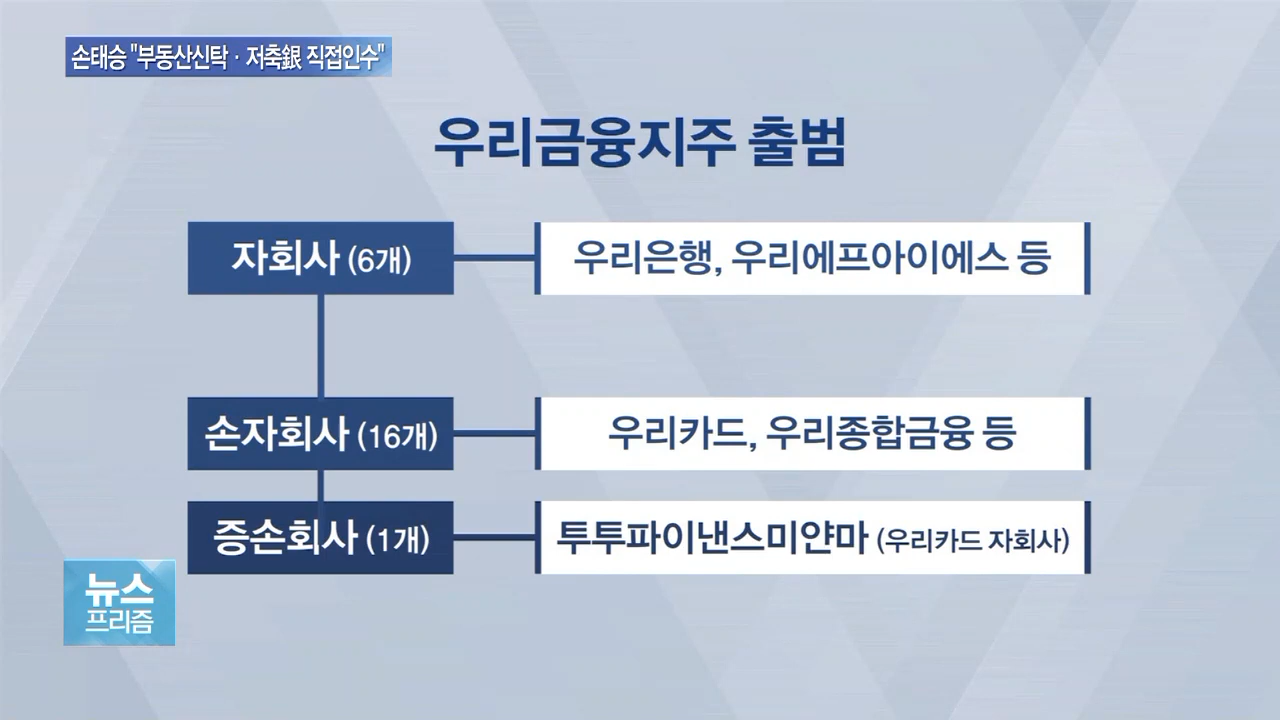 손태승 "부동산신탁·저축銀 직접인수"
우리금융지주 출범
자회사 (6개)
우리은행, 우리에프아이에스 등
손자회사 (16개)
우리카드, 우리종합금융 등
증손회사 (1개)
투투파이낸스미얀마 (우리카드 자회사)
뉴스
프리즘